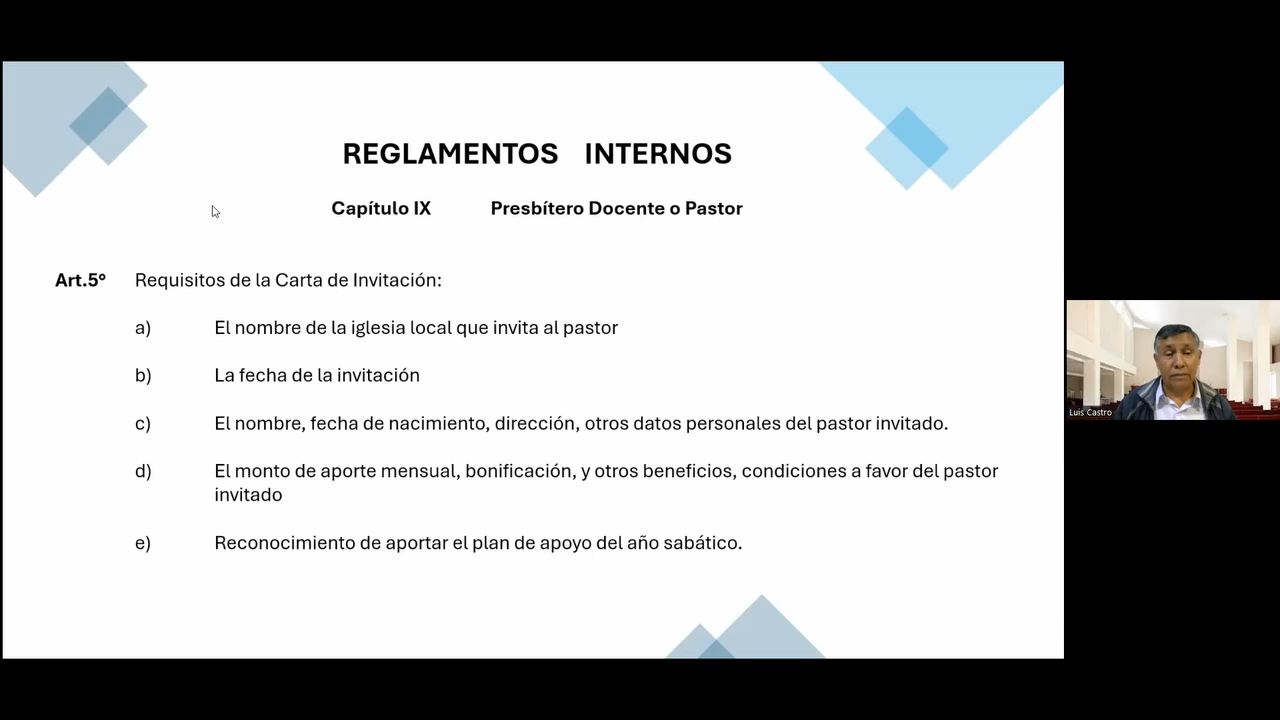 REGLAMENTOS INTERNOS
Capítulo IX Presbítero Docente o Pastor
Art.5° Requisitos de la Carta de Invitación:
a) El nombre de la iglesia local que invita al pastor
b) La fecha de la invitación
c) El nombre, fecha de nacimiento, dirección, otros datos personales del pastor invitado.
d) El monto de aporte mensual, bonificación, y otros beneficios, condiciones a favor del pastor
invitado
e) Reconocimiento de aportar el plan de apoyo del año sabático.
Luis Castro